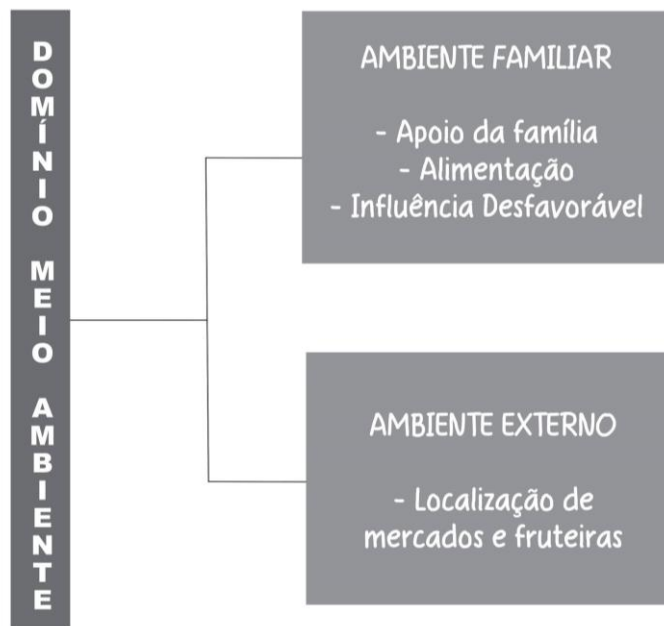 DOMÍNIO MEIO AMBIENTE
AMBIENTE FAMILIAR
- Apoio da família
- Alimentação
- Influência Desfavorável
AMBIENTE EXTERNO
- Localização de
mercados e fruteiras